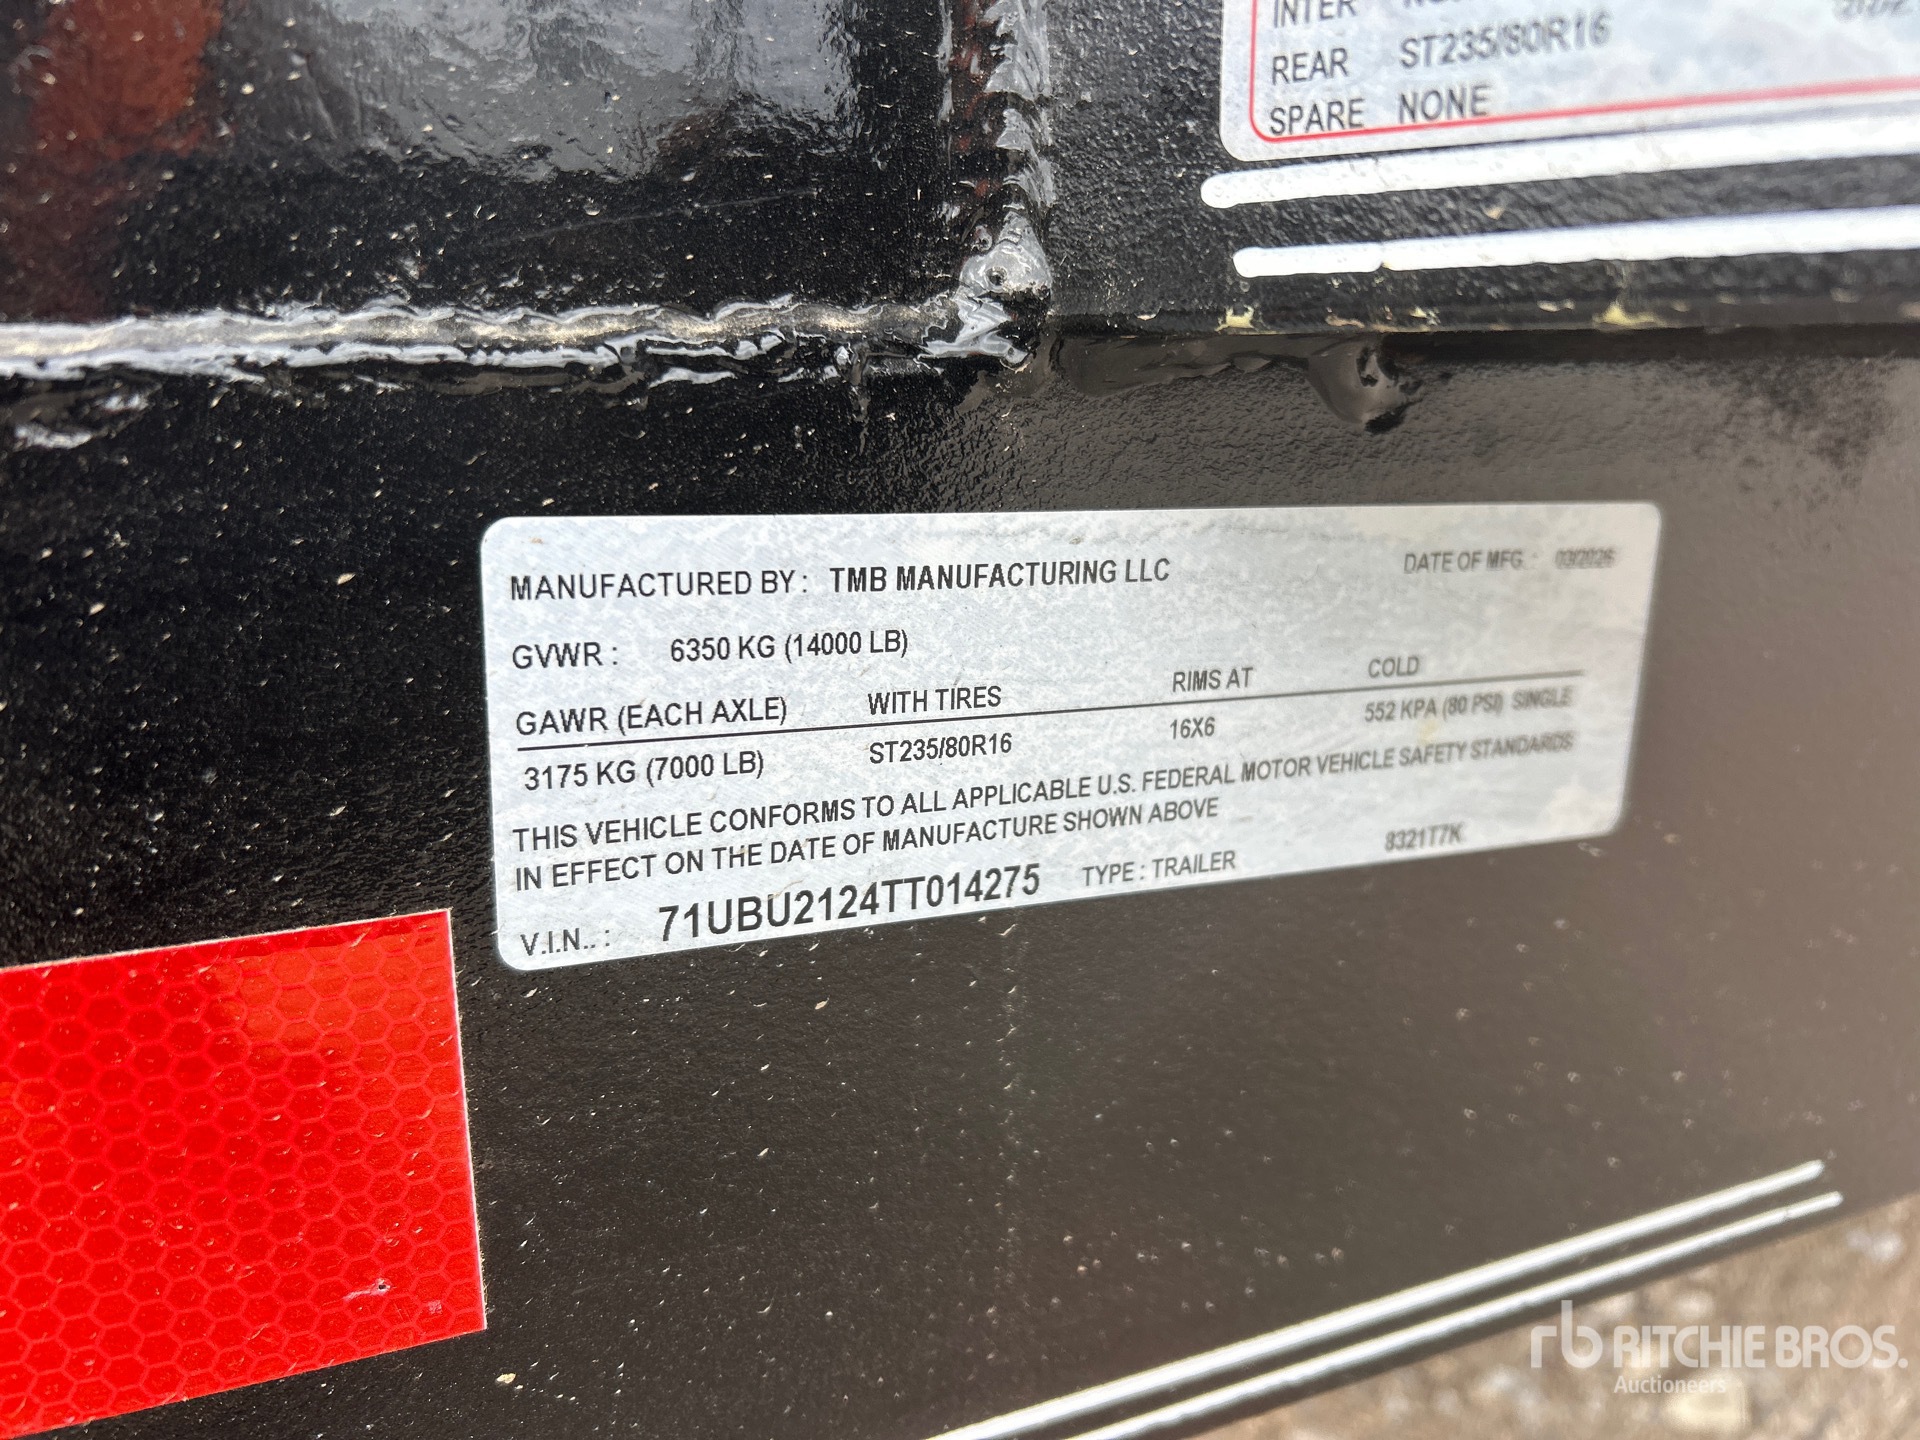 INTER
REAR ST235/80R16
SPARE NONE
MANUFACTURED BY : TMB MANUFACTURING LLC DATE OF MFG. : 03/2026
GVWR : 6350 KG (14000 LB)
GAWR (EACH AXLE) WITH TIRES RIMS AT COLD
3175 KG (7000 LB) ST235/80R16 16X6 552 KPA (80 PSI) SINGLE
THIS VEHICLE CONFORMS TO ALL APPLICABLE U.S. FEDERAL MOTOR VEHICLE SAFETY STANDARDS
IN EFFECT ON THE DATE OF MANUFACTURE SHOWN ABOVE
V.I.N.. : 71UBU2124TT014275 TYPE : TRAILER 8321T7K
rb RITCHIE BROS.
Auctioneers